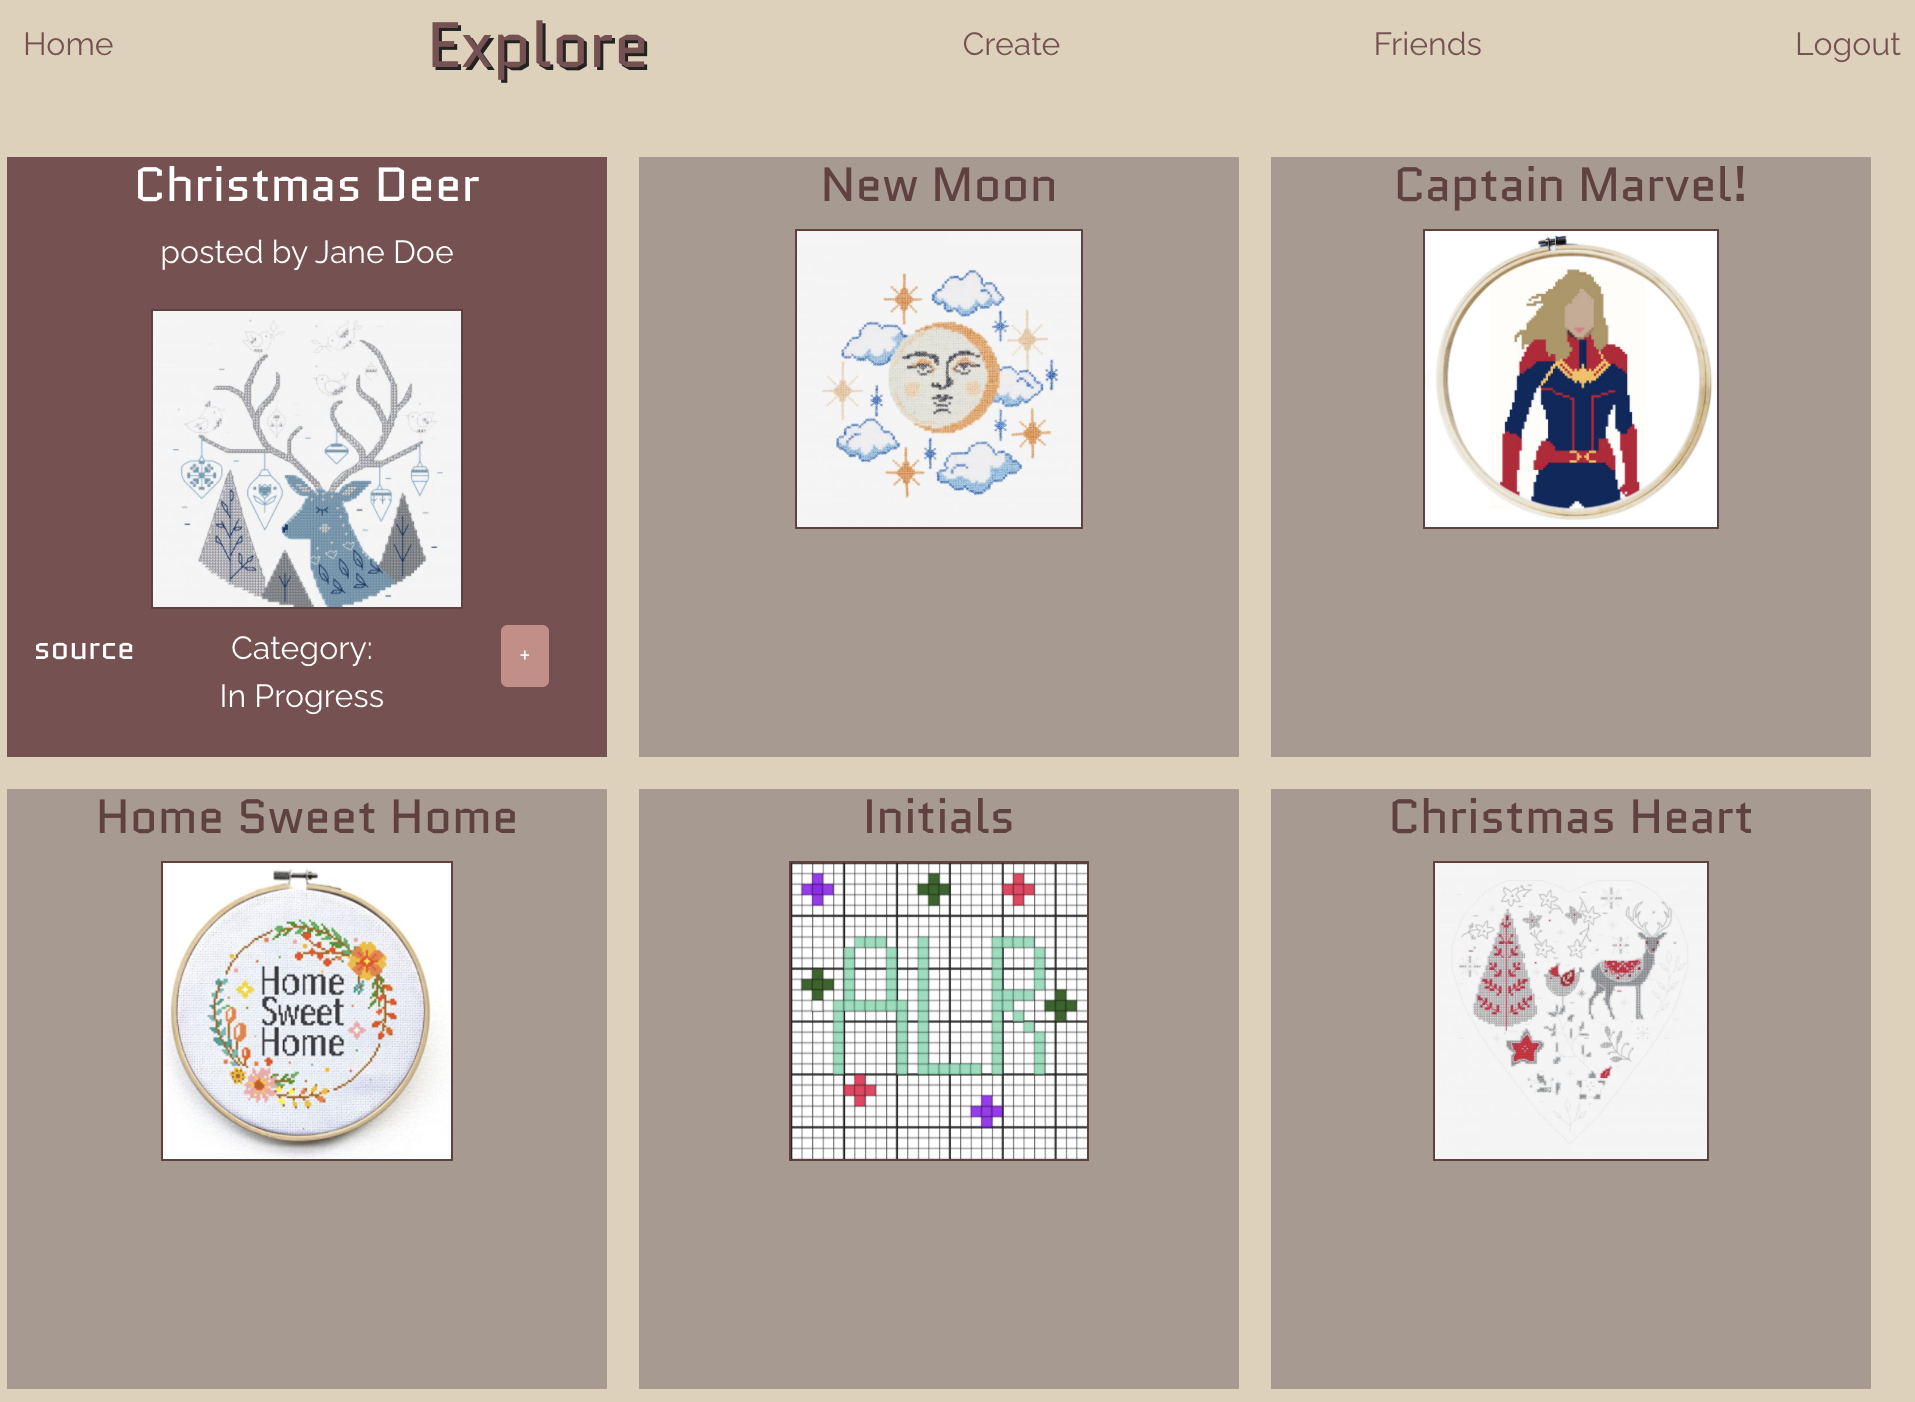 Home
Explore
Create
Friends
Logout
Christmas Deer
posted by Jane Doe
source
Category:
In Progress
+
New Moon
Captain Marvel!
Home Sweet Home
Home
Sweet
Home
Initials
ALR
Christmas Heart